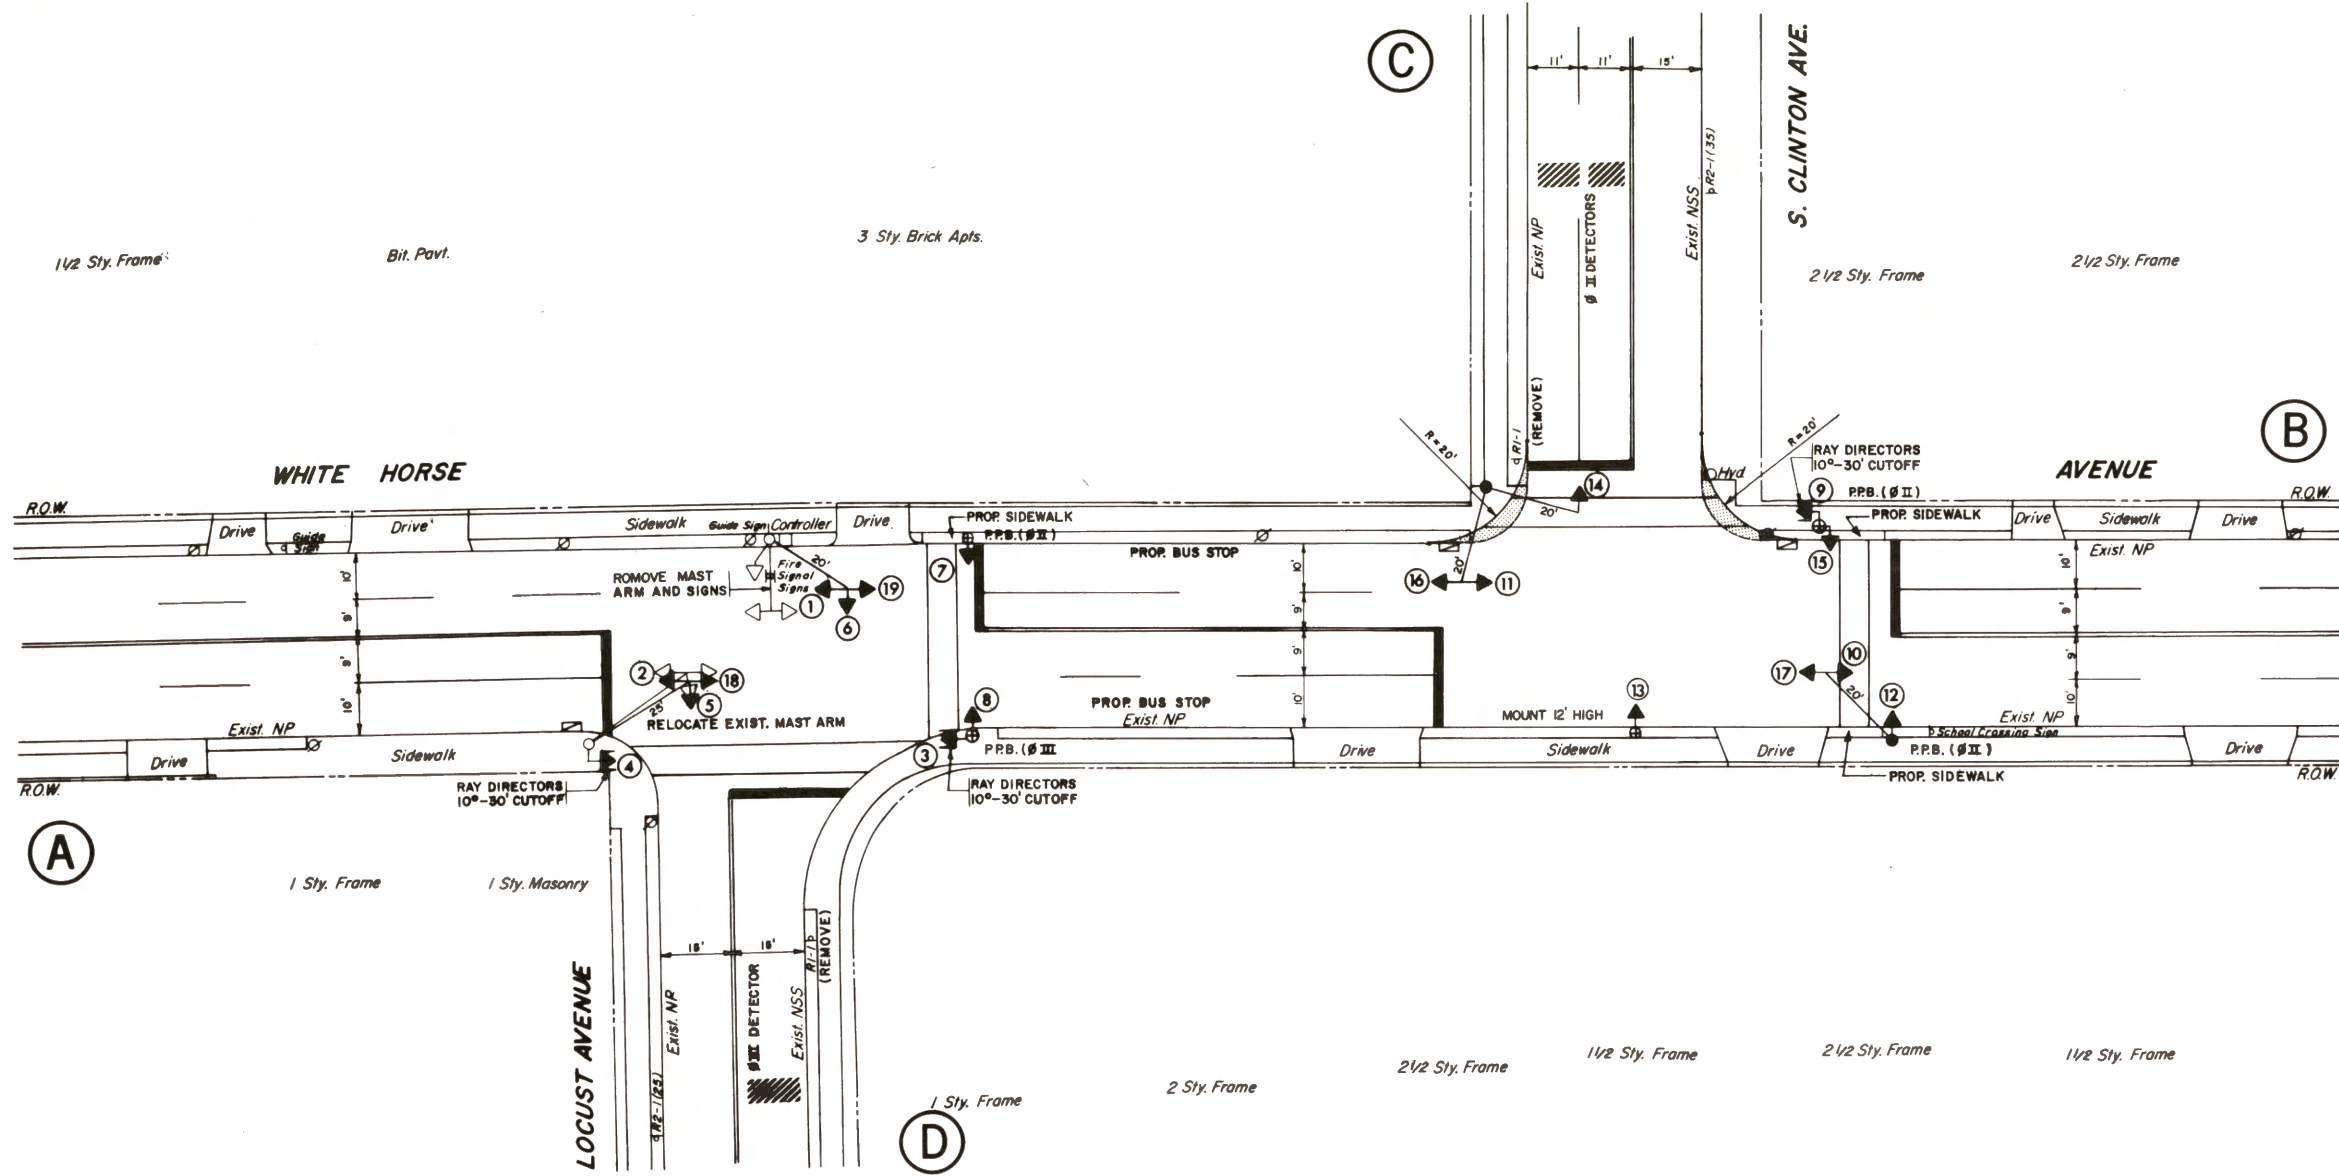 C
11'
11'
15'
S. CLINTON AVE.
R2-1(35)
Exist. NSS
Exist. NP
Ø II DETECTORS
1 1/2 Sty. Frame
Bit. Pavt.
3 Sty. Brick Apts.
2 1/2 Sty. Frame
2 1/2 Sty. Frame
(REMOVE)
R1-1
R=20'
R=20'
Hyd.
RAY DIRECTORS
10°-30' CUTOFF
9
P.P.B. (Ø II)
B
WHITE HORSE
AVENUE
R.O.W.
R.O.W.
14
20'
Drive
Guide
Sign
Drive
Sidewalk
Guide Sign
Controller
Drive
PROP. SIDEWALK
P.P.B. (Ø II)
PROP. BUS STOP
PROP. SIDEWALK
Drive
Sidewalk
Drive
Exist. NP
15
7
ROMOVE MAST
ARM AND SIGNS
Fire
Signal
Signs
20'
19
1
6
16
11
20'
10'
9'
9'
10'
10'
9'
9'
10'
10'
9'
9'
10'
2
18
5
25'
RELOCATE EXIST. MAST ARM
8
PROP. BUS STOP
Exist. NP
13
MOUNT 12' HIGH
17
10
20'
12
Exist. NP
School Crossing Sign
P.P.B. (Ø II)
PROP. SIDEWALK
Exist. NP
Drive
Sidewalk
4
3
P.P.B. (Ø III
Drive
Sidewalk
Drive
Drive
R.O.W.
R.O.W.
RAY DIRECTORS
10°-30' CUTOFF
RAY DIRECTORS
10°-30' CUTOFF
A
1 Sty. Frame
1 Sty. Masonry
15'
15'
R1-1
(REMOVE)
LOCUST AVENUE
Exist. NP
R2-1(25)
Ø III DETECTOR
Exist. NSS
1 Sty. Frame
2 Sty. Frame
2 1/2 Sty. Frame
1 1/2 Sty. Frame
2 1/2 Sty. Frame
1 1/2 Sty. Frame
D